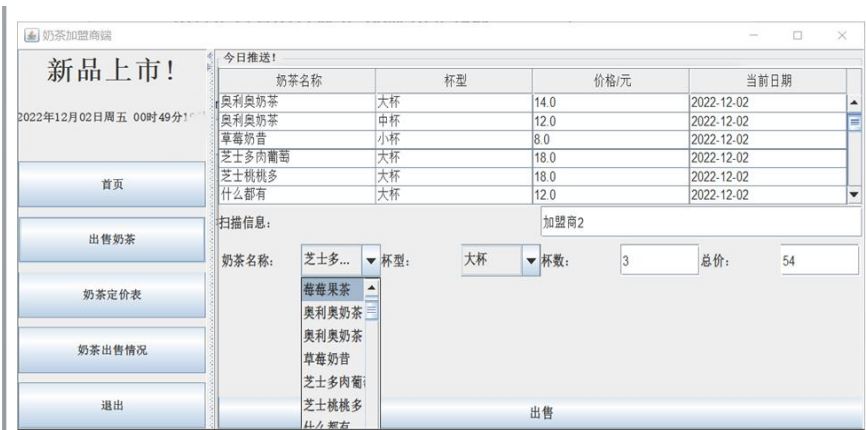 奶茶加盟商端
新品上市!
2022年12月02日周五 00时49分
首页
出售奶茶
奶茶定价表
奶茶出售情况
退出
今日推送!
奶茶名称 杯型 价格/元 当前日期
奥利奥奶茶 大杯 14.0 2022-12-02
奥利奥奶茶 中杯 12.0 2022-12-02
草莓奶昔 小杯 8.0 2022-12-02
芝士多肉葡萄 大杯 18.0 2022-12-02
芝士桃桃多 大杯 18.0 2022-12-02
什么都有 大杯 12.0 2022-12-02
扫描信息: 加盟商2
奶茶名称: 芝士多... 杯型: 大杯 杯数: 3 总价: 54
莓莓果茶
奥利奥奶茶
奥利奥奶茶
草莓奶昔
芝士多肉葡
芝士桃桃多
什么都有
出售